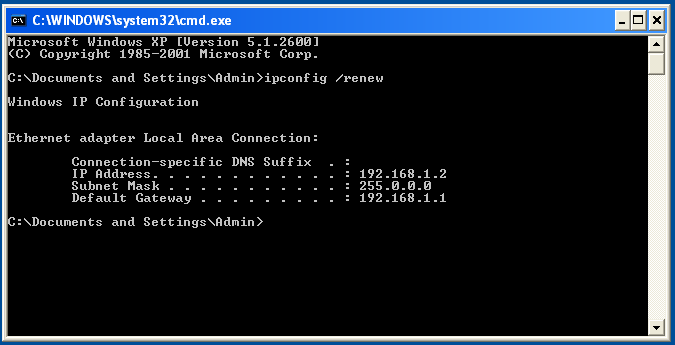 C:\WINDOWS\system32\cmd.exe
Microsoft Windows XP [Version 5.1.2600]
(C) Copyright 1985-2001 Microsoft Corp.
C:\Documents and Settings\Admin>ipconfig /renew
Windows IP Configuration
Ethernet adapter Local Area Connection:
Connection-specific DNS Suffix  . :
IP Address. . . . . . . . . . . . : 192.168.1.2
Subnet Mask . . . . . . . . . . . : 255.0.0.0
Default Gateway . . . . . . . . . : 192.168.1.1
C:\Documents and Settings\Admin>